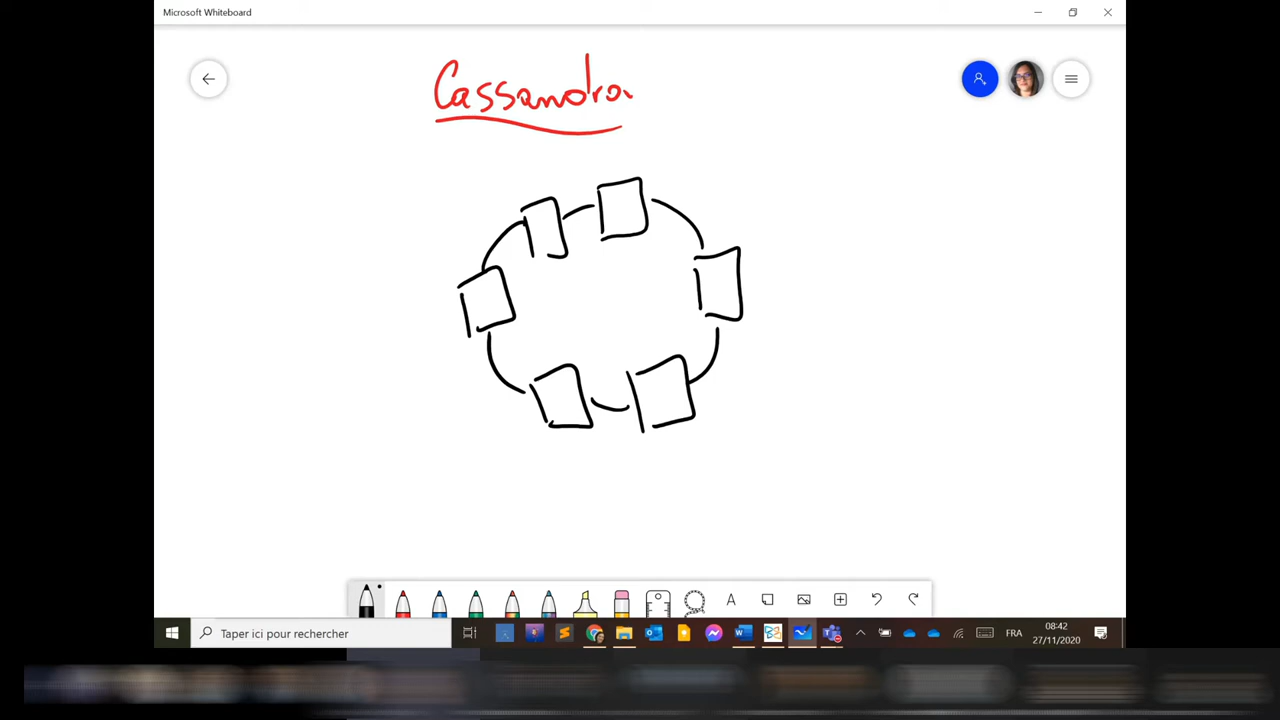 Microsoft Whiteboard
Cassandra
A
Taper ici pour rechercher
FRA
08:42
27/11/2020